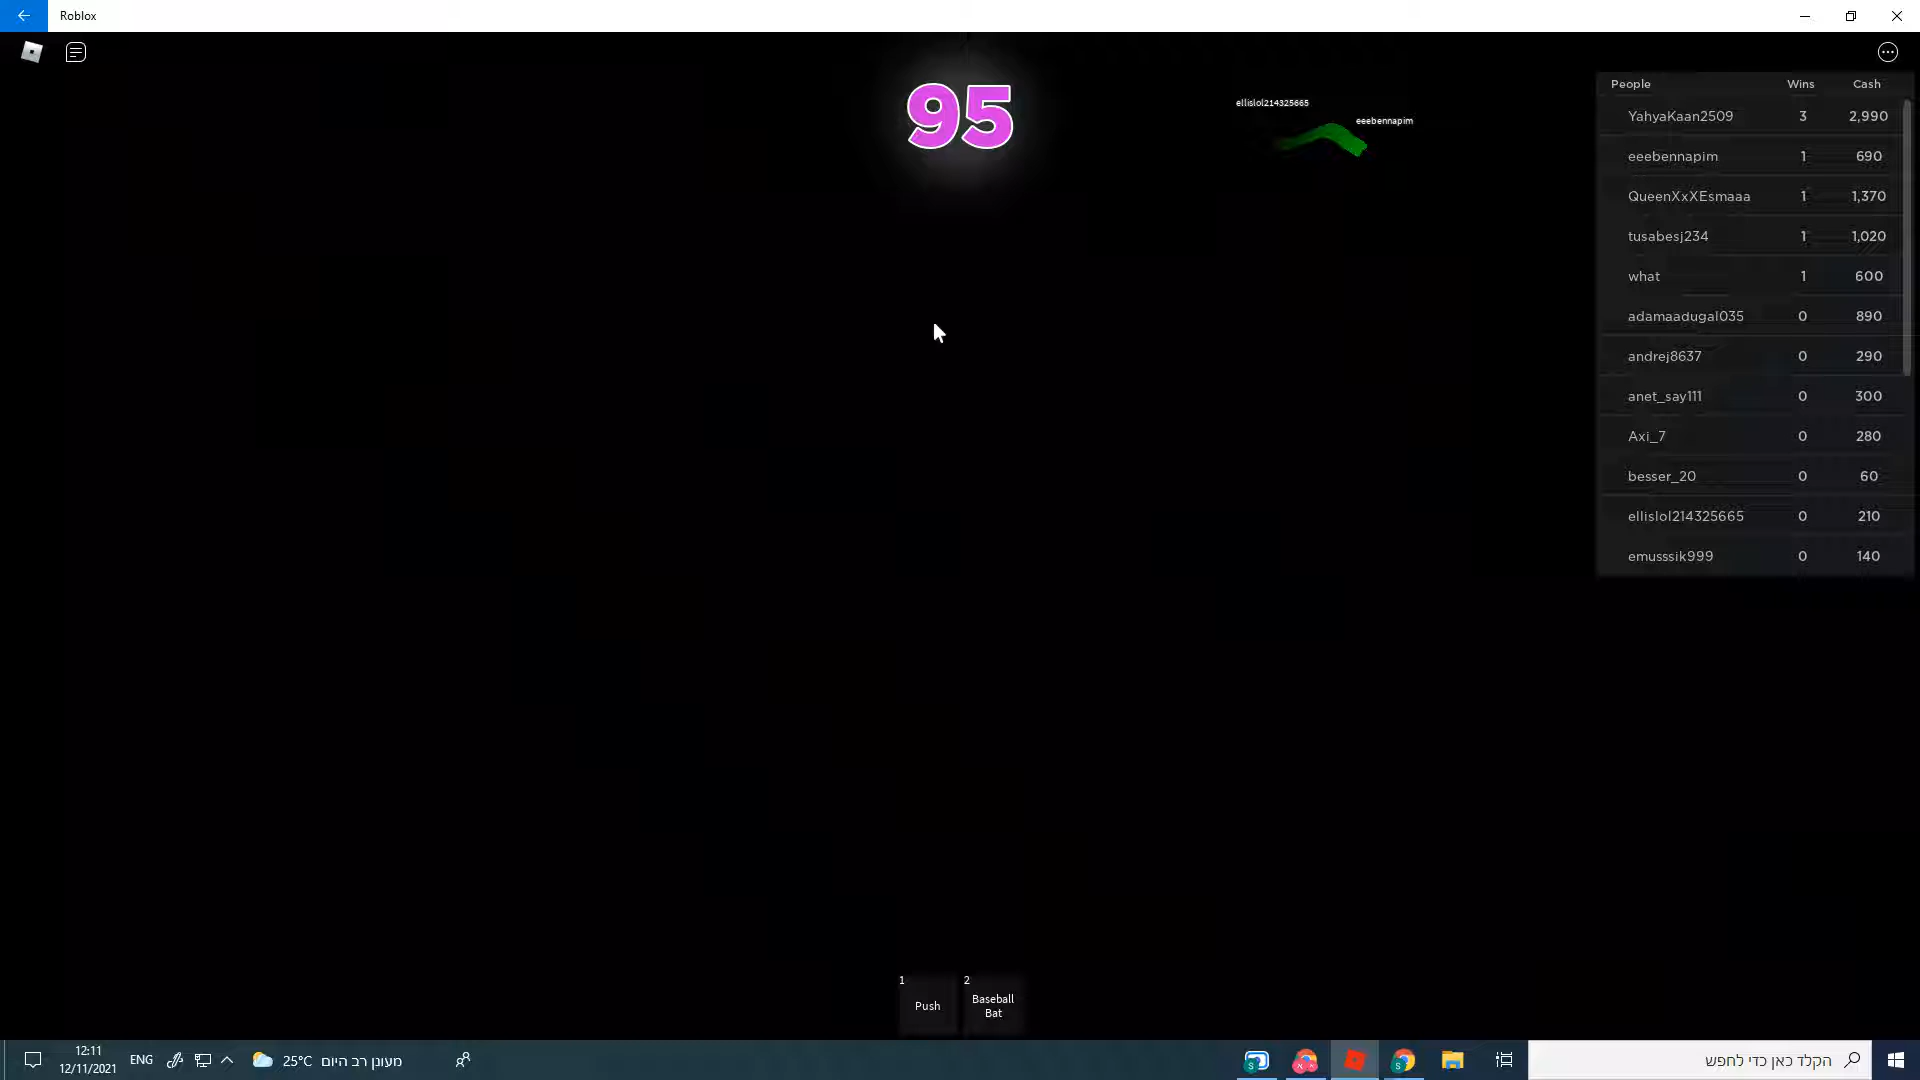 Roblox
95
ellislol214325665
eeebennapim
People Wins Cash
YahyaKaan2509 3 2,990
eeebennapim 1 690
QueenXxXEsmaaa 1 1,370
tusabesj234 1 1,020
what 1 600
adamaadugal035 0 890
andrej8637 0 290
anet_say111 0 300
Axi_7 0 280
besser_20 0 60
ellislol214325665 0 210
emusssik999 0 140
1 2
Push
Baseball
Bat
12:11
12/11/2021
ENG
25°C מעונן רב היום
הקלד כאן כדי לחפש